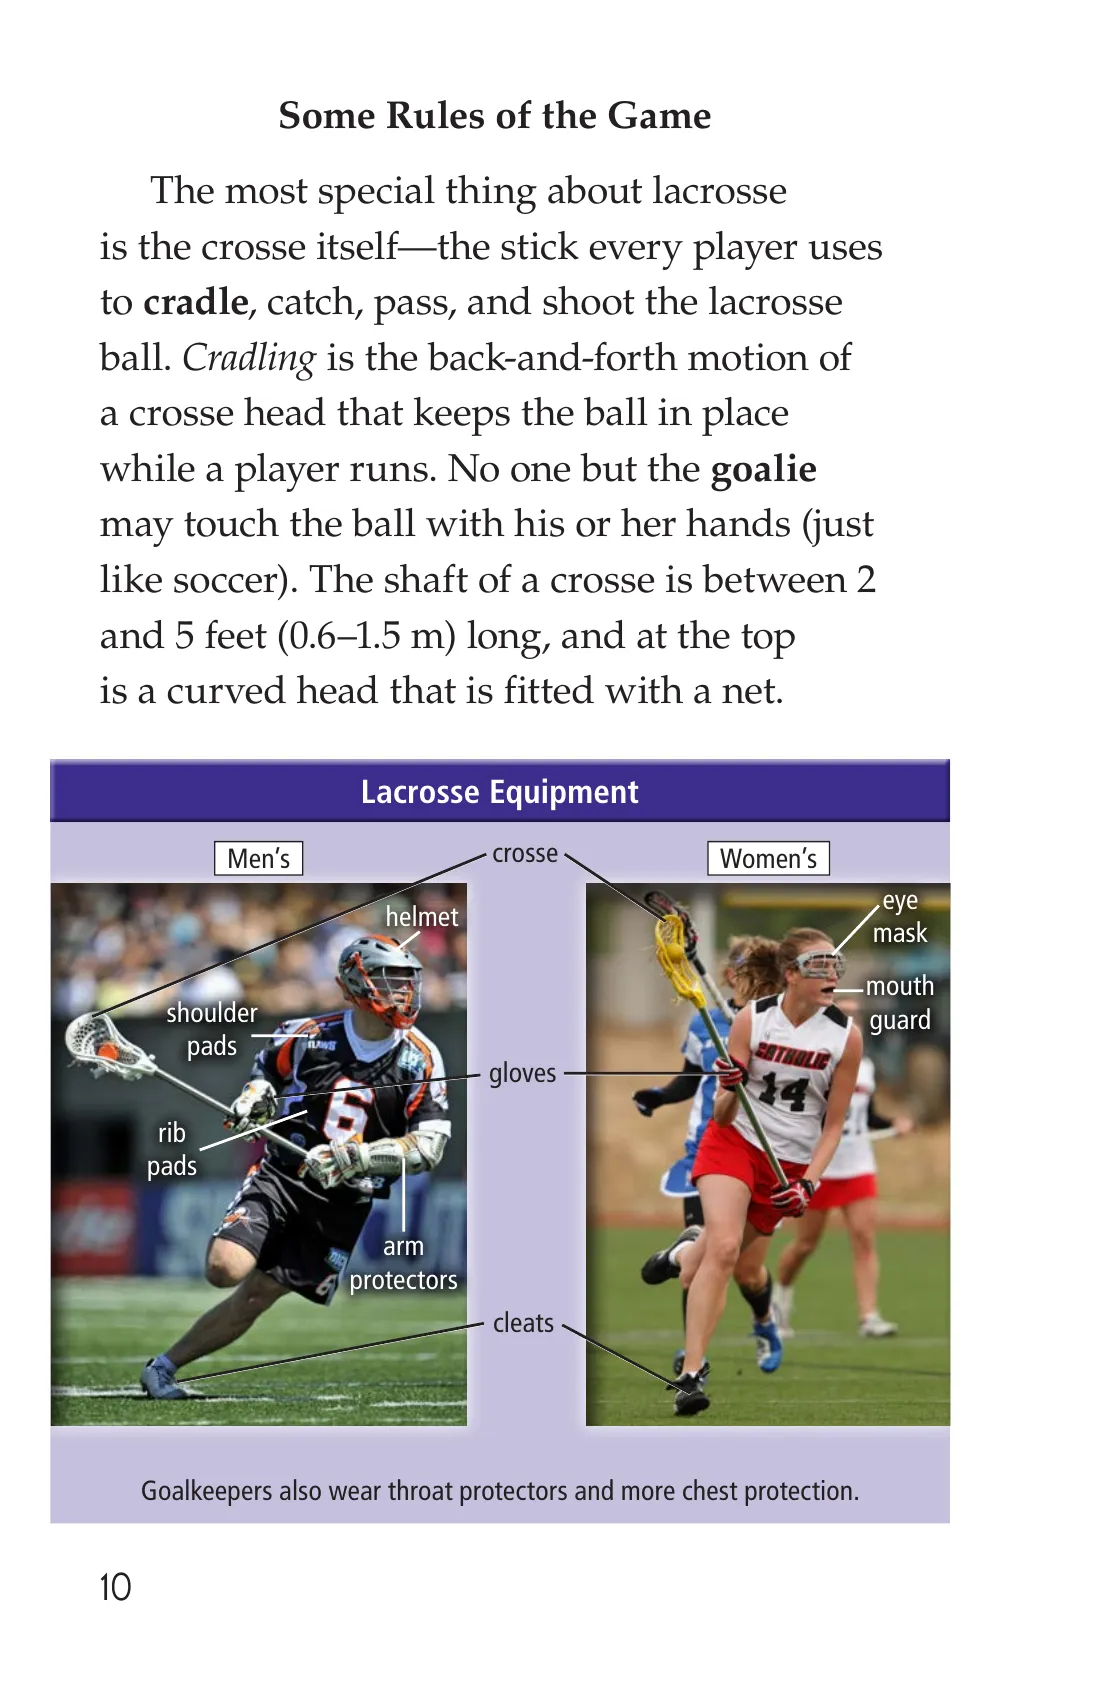 Some Rules of the Game
The most special thing about lacrosse
is the crosse itself—the stick every player uses
to cradle, catch, pass, and shoot the lacrosse
ball. Cradling is the back-and-forth motion of
a crosse head that keeps the ball in place
while a player runs. No one but the goalie
may touch the ball with his or her hands (just
like soccer). The shaft of a crosse is between 2
and 5 feet (0.6–1.5 m) long, and at the top
is a curved head that is fitted with a net.
Lacrosse Equipment
Men's
crosse
Women's
helmet
shoulder
pads
rib
pads
arm
protectors
gloves
cleats
eye
mask
mouth
guard
6
6
CATHOLIC
14
Goalkeepers also wear throat protectors and more chest protection.
10